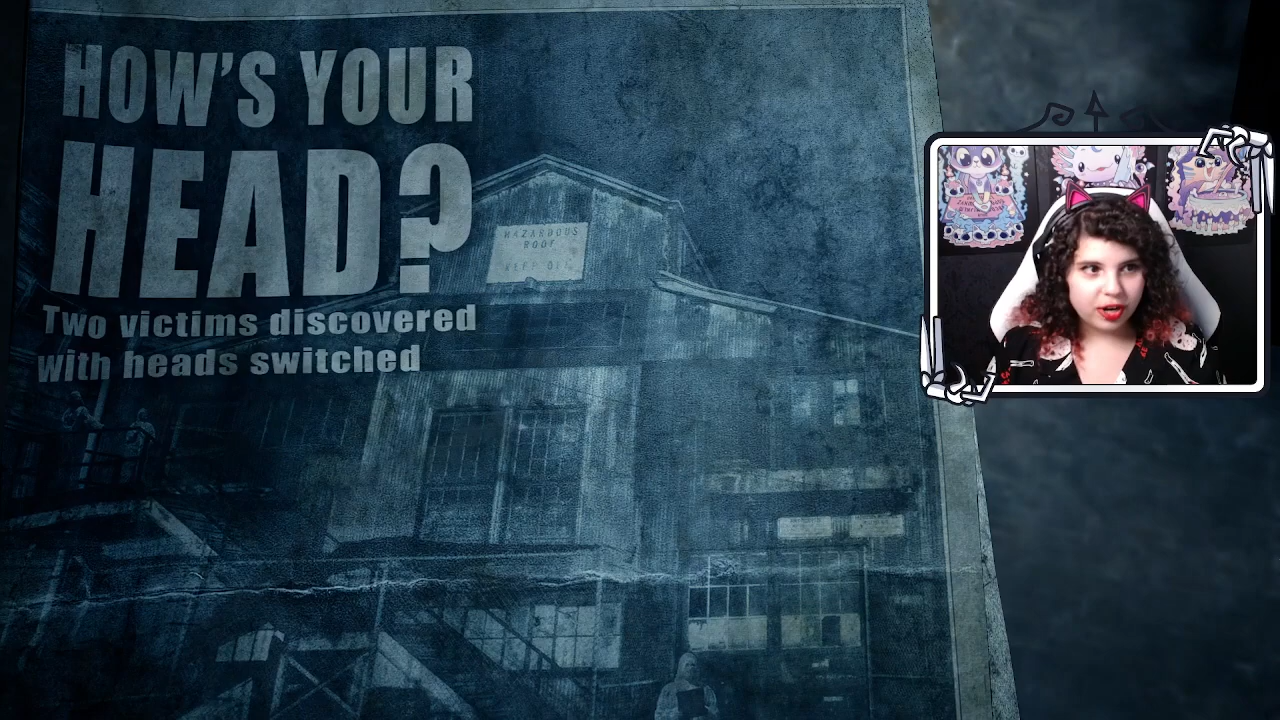 HOW'S YOUR
HEAD?
Two victims discovered
with heads switched
HAZARDOUS
ROOF
KEEP OFF